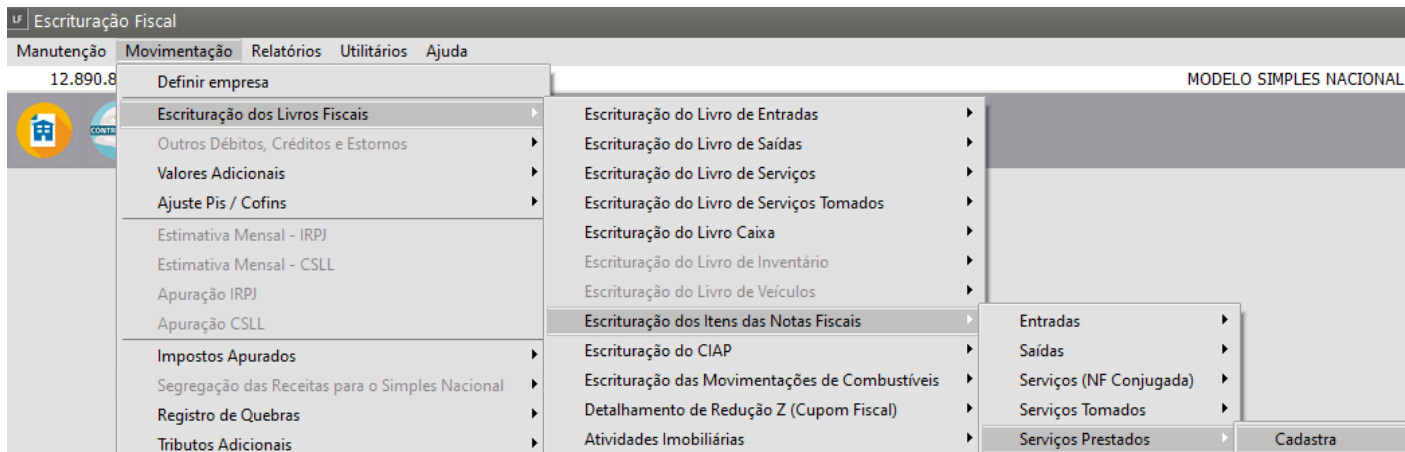 LF Escrituração Fiscal
Manutenção Movimentação Relatórios Utilitários Ajuda
12.890.8 MODELO SIMPLES NACIONAL
Definir empresa
Escrituração dos Livros Fiscais
Outros Débitos, Créditos e Estornos
Valores Adicionais
Ajuste Pis / Cofins
Estimativa Mensal - IRPJ
Estimativa Mensal - CSLL
Apuração IRPJ
Apuração CSLL
Impostos Apurados
Segregação das Receitas para o Simples Nacional
Registro de Quebras
Tributos Adicionais
Escrituração do Livro de Entradas
Escrituração do Livro de Saídas
Escrituração do Livro de Serviços
Escrituração do Livro de Serviços Tomados
Escrituração do Livro Caixa
Escrituração do Livro de Inventário
Escrituração do Livro de Veículos
Escrituração dos Itens das Notas Fiscais
Escrituração do CIAP
Escrituração das Movimentações de Combustíveis
Detalhamento de Redução Z (Cupom Fiscal)
Atividades Imobiliárias
Entradas
Saídas
Serviços (NF Conjugada)
Serviços Tomados
Serviços Prestados
Cadastra